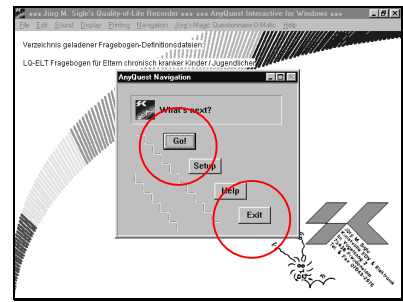 ««« Jörg M. Sigle's Quality-of-Life Recorder »»» ««« AnyQuest Interactive for Windows »»»
File Edit Sound Display Printing Navigation Jörg's Magic Questionnaire-O-Matic Help
Verzeichnis geladener Fragebogen-Definitionsdateien:
LQ-ELT Fragebogen für Eltern chronisch kranker Kinder / Jugendlicher
AnyQuest Navigation
What's next?
Go!
Setup
Help
Exit
Jörg M. Sigle